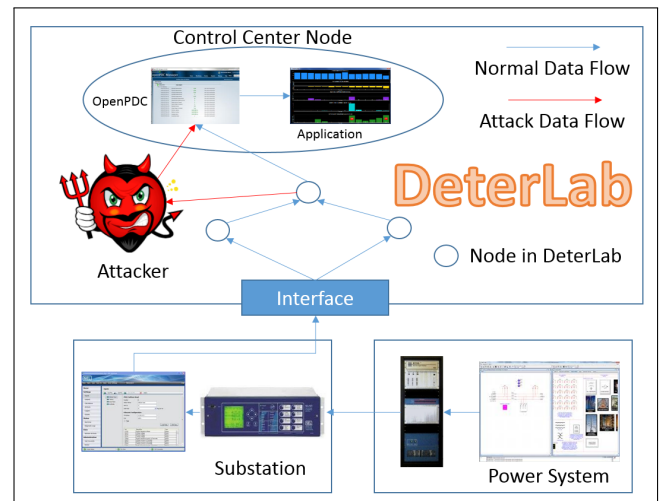 Control Center Node
Normal Data Flow
OpenPDC
Application
Attack Data Flow
DeterLab
Attacker
Node in DeterLab
Interface
Substation
Power System